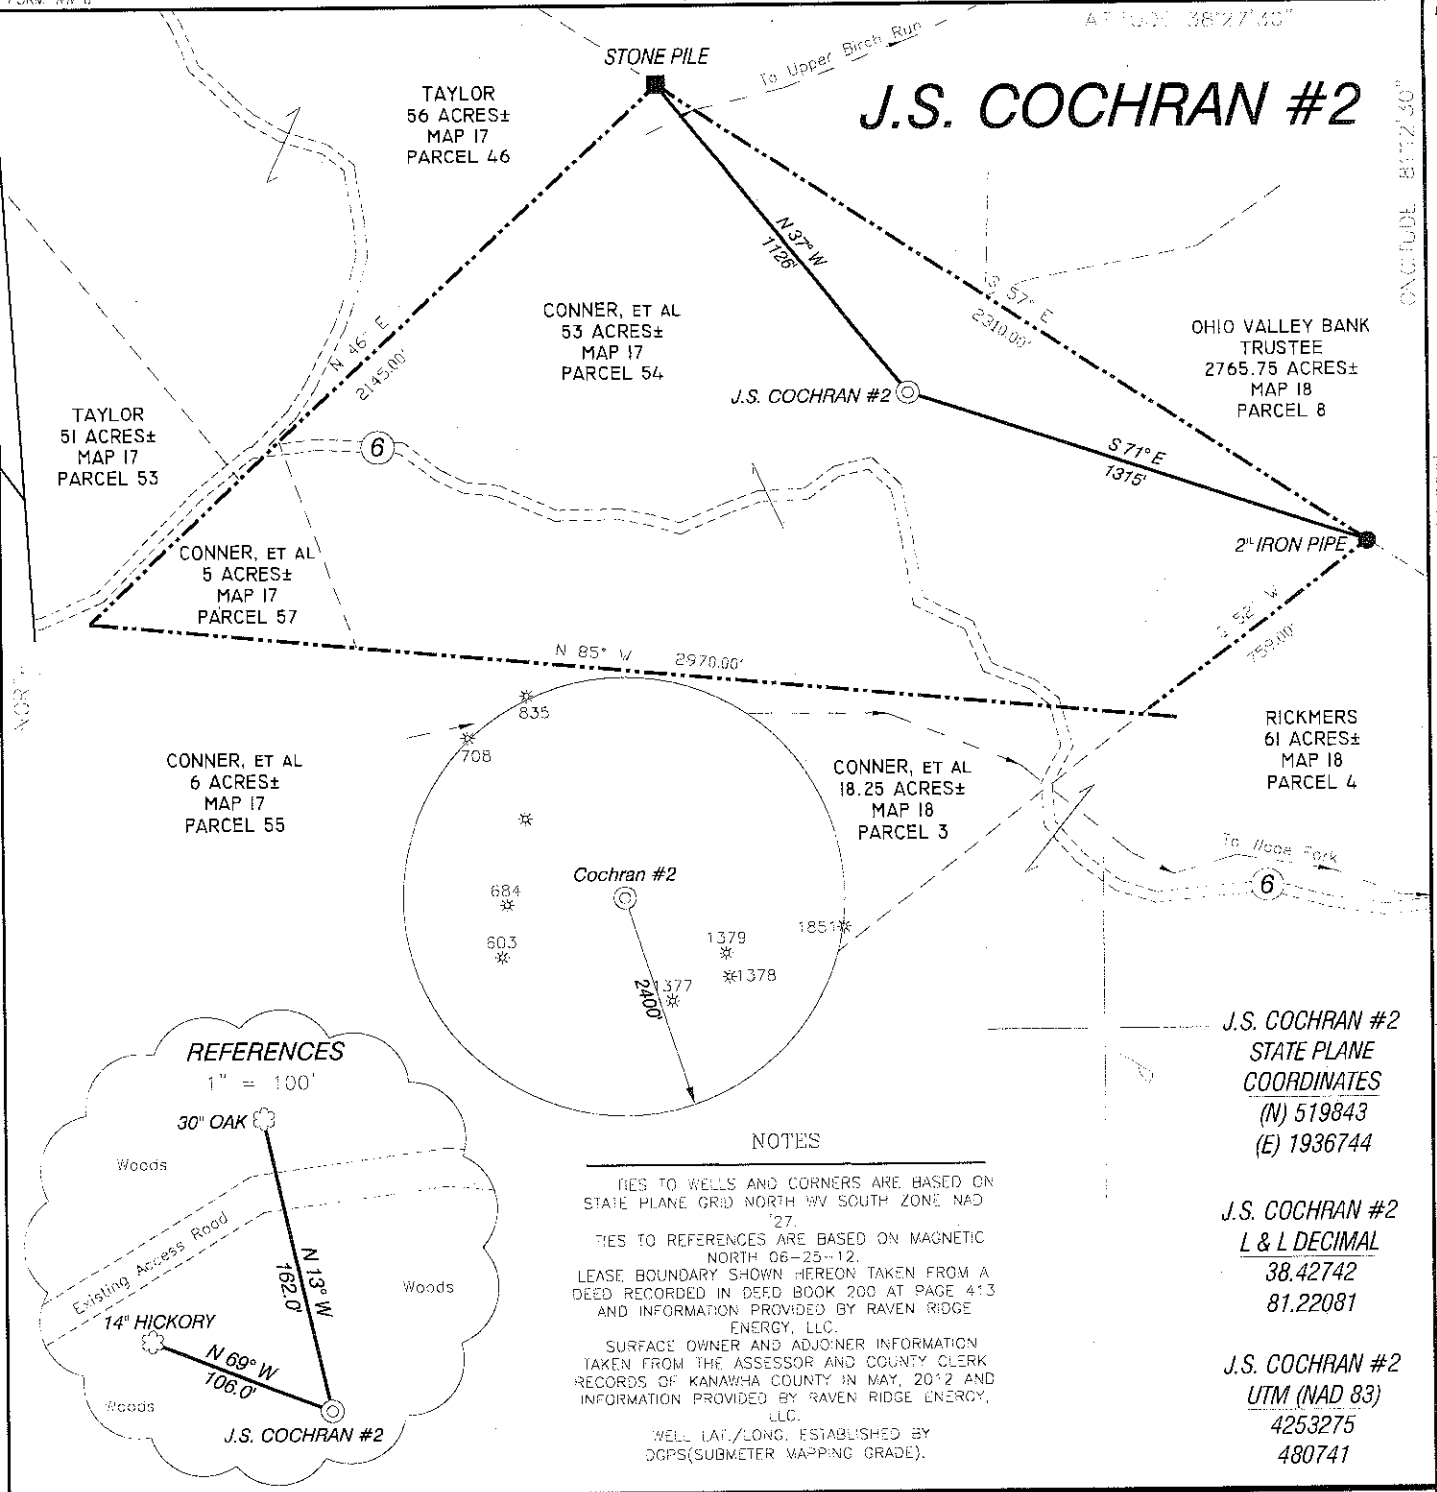 STONE PILE
To Upper Birch Run
38°27'30"
J.S. COCHRAN #2
TAYLOR
56 ACRES±
MAP 17
PARCEL 46
81°12'30"
N 37° W
1126'
CONNER, ET AL
53 ACRES±
MAP 17
PARCEL 54
S 57° E
2310.00'
N 46° E
2145.00'
OHIO VALLEY BANK
TRUSTEE
2765.75 ACRES±
MAP 18
PARCEL 8
J.S. COCHRAN #2
TAYLOR
51 ACRES±
MAP 17
PARCEL 53
6
S 71° E
1315'
2" IRON PIPE
CONNER, ET AL
5 ACRES±
MAP 17
PARCEL 57
S 52° W
759.00'
N 85° W 2970.00'
835
708
RICKMERS
61 ACRES±
MAP 18
PARCEL 4
CONNER, ET AL
6 ACRES±
MAP 17
PARCEL 55
CONNER, ET AL
18.25 ACRES±
MAP 18
PARCEL 3
Cochran #2
684
603
1851
1379
1378
1377
2400'
6
REFERENCES
1" = 100'
30" OAK
Woods
Existing Access Road
N 13° W
162.0'
Woods
14" HICKORY
N 69° W
106.0'
Woods
J.S. COCHRAN #2
NOTES
TIES TO WELLS AND CORNERS ARE BASED ON
STATE PLANE GRID NORTH WV SOUTH ZONE NAD
'27.
TIES TO REFERENCES ARE BASED ON MAGNETIC
NORTH 06-25-12.
LEASE BOUNDARY SHOWN HEREON TAKEN FROM A
DEED RECORDED IN DEED BOOK 200 AT PAGE 413
AND INFORMATION PROVIDED BY RAVEN RIDGE
ENERGY, LLC.
SURFACE OWNER AND ADJOINER INFORMATION
TAKEN FROM THE ASSESSOR AND COUNTY CLERK
RECORDS OF KANAWHA COUNTY IN MAY, 2012 AND
INFORMATION PROVIDED BY RAVEN RIDGE ENERGY,
LLC.
WELL LAT./LONG. ESTABLISHED BY
DGPS(SUBMETER MAPPING GRADE).
J.S. COCHRAN #2
STATE PLANE
COORDINATES
(N) 519843
(E) 1936744
J.S. COCHRAN #2
L & L DECIMAL
38.42742
81.22081
J.S. COCHRAN #2
UTM (NAD 83)
4253275
480741